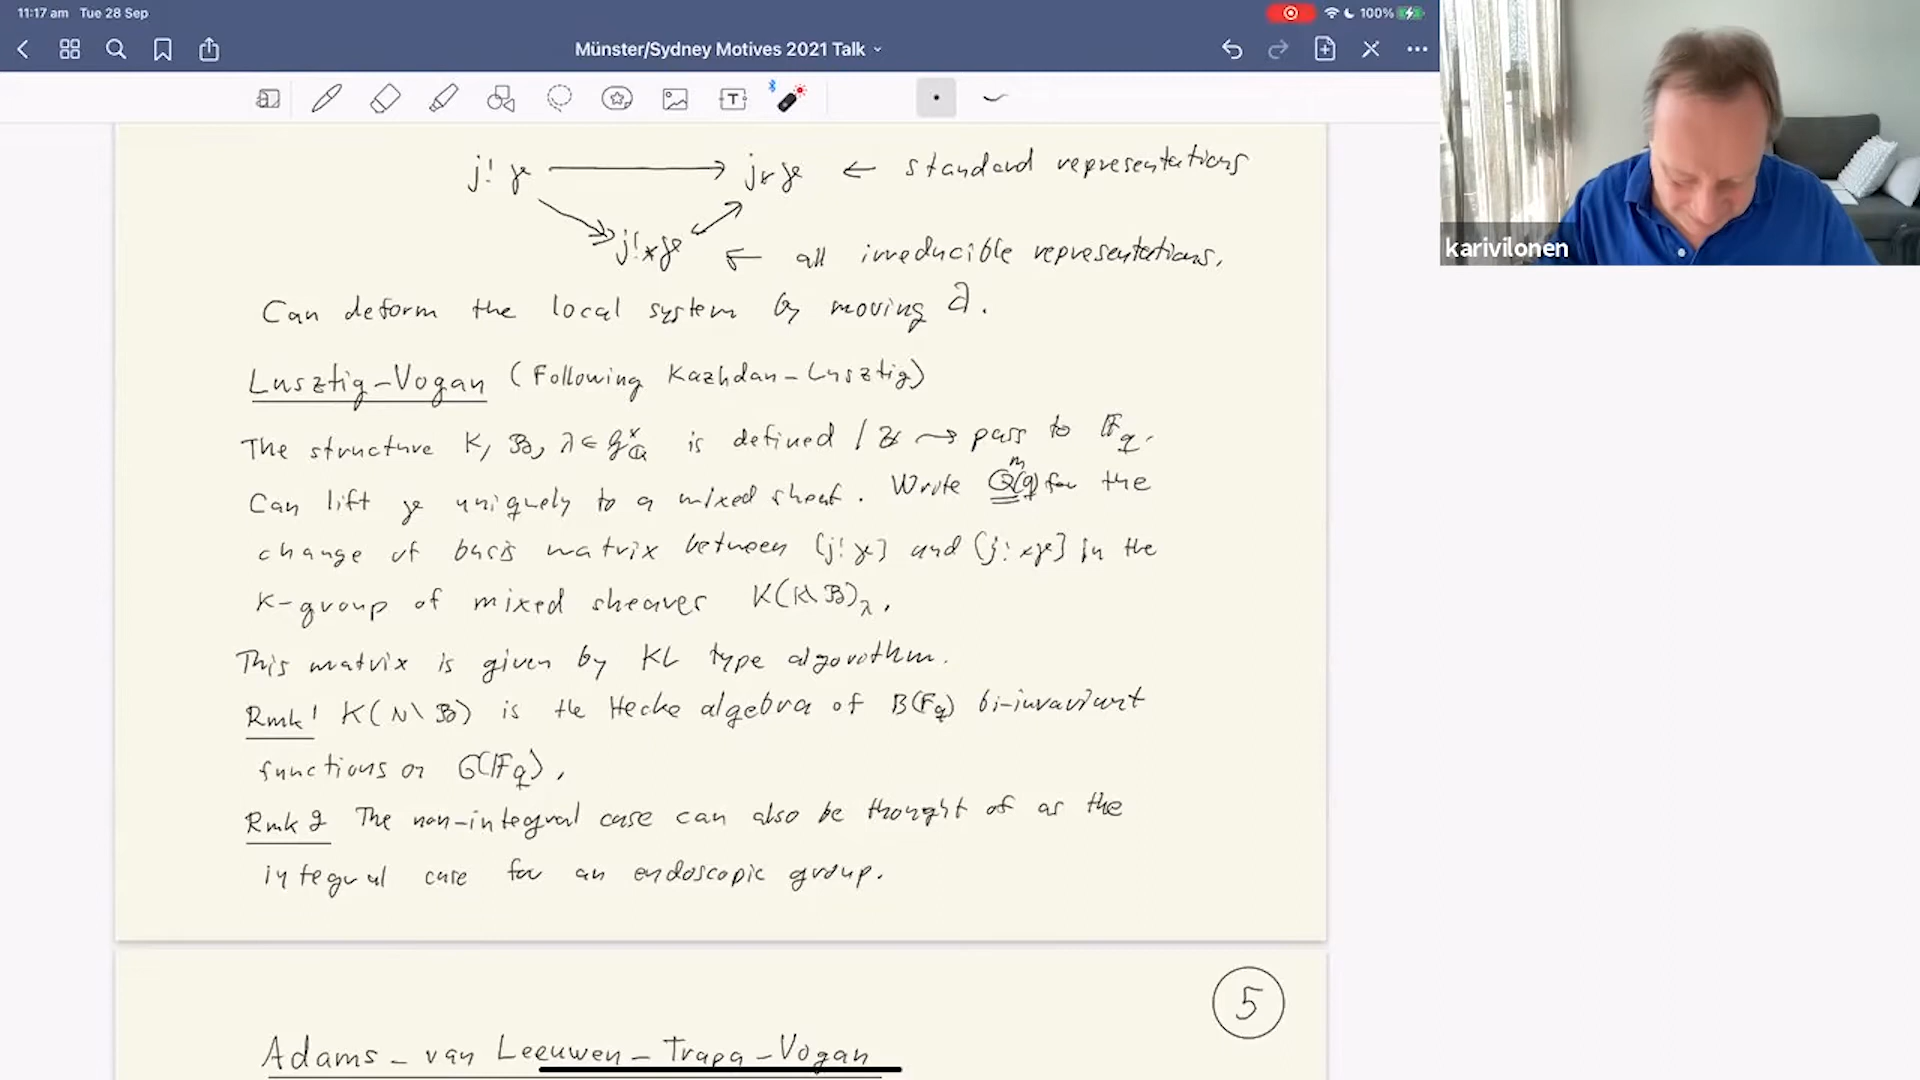 11:17 am Tue 28 Sep
100%
Münster/Sydney Motives 2021 Talk
T
j! γ → j* γ ← standard representations
j!* γ ← all irreducible representations.
Can deform the local system by moving λ.
Lusztig-Vogan (Following Kazhdan-Lusztig)
The structure K, B, λ ∈ is defined / Z ⇝ pass to F_q.
Can lift γ uniquely to a mixed sheaf. Write Q^m(q) for the
change of basis matrix between [j! γ] and [j!* γ] in the
K-group of mixed sheaves K(K\B)_λ.
This matrix is given by KL type algorithm.
Rmk 1 K(N\B) is the Hecke algebra of B(F_q) bi-invariant
functions on G(F_q).
Rmk 2 The non-integral case can also be thought of as the
integral case for an endoscopic group.
5
Adams - van Leeuwen - Trapa - Vogan
karivilonen